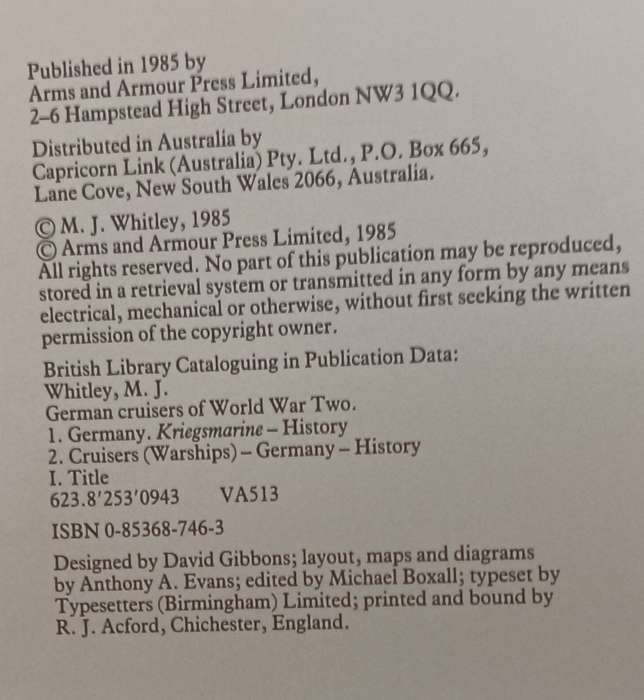 Published in 1985 by
Arms and Armour Press Limited,
2–6 Hampstead High Street, London NW3 1QQ.
Distributed in Australia by
Capricorn Link (Australia) Pty. Ltd., P.O. Box 665,
Lane Cove, New South Wales 2066, Australia.
© M. J. Whitley, 1985
© Arms and Armour Press Limited, 1985
All rights reserved. No part of this publication may be reproduced,
stored in a retrieval system or transmitted in any form by any means
electrical, mechanical or otherwise, without first seeking the written
permission of the copyright owner.
British Library Cataloguing in Publication Data:
Whitley, M. J.
German cruisers of World War Two.
1. Germany. Kriegsmarine – History
2. Cruisers (Warships) – Germany – History
I. Title
623.8'253'0943 VA513
ISBN 0-85368-746-3
Designed by David Gibbons; layout, maps and diagrams
by Anthony A. Evans; edited by Michael Boxall; typeset by
Typesetters (Birmingham) Limited; printed and bound by
R. J. Acford, Chichester, England.